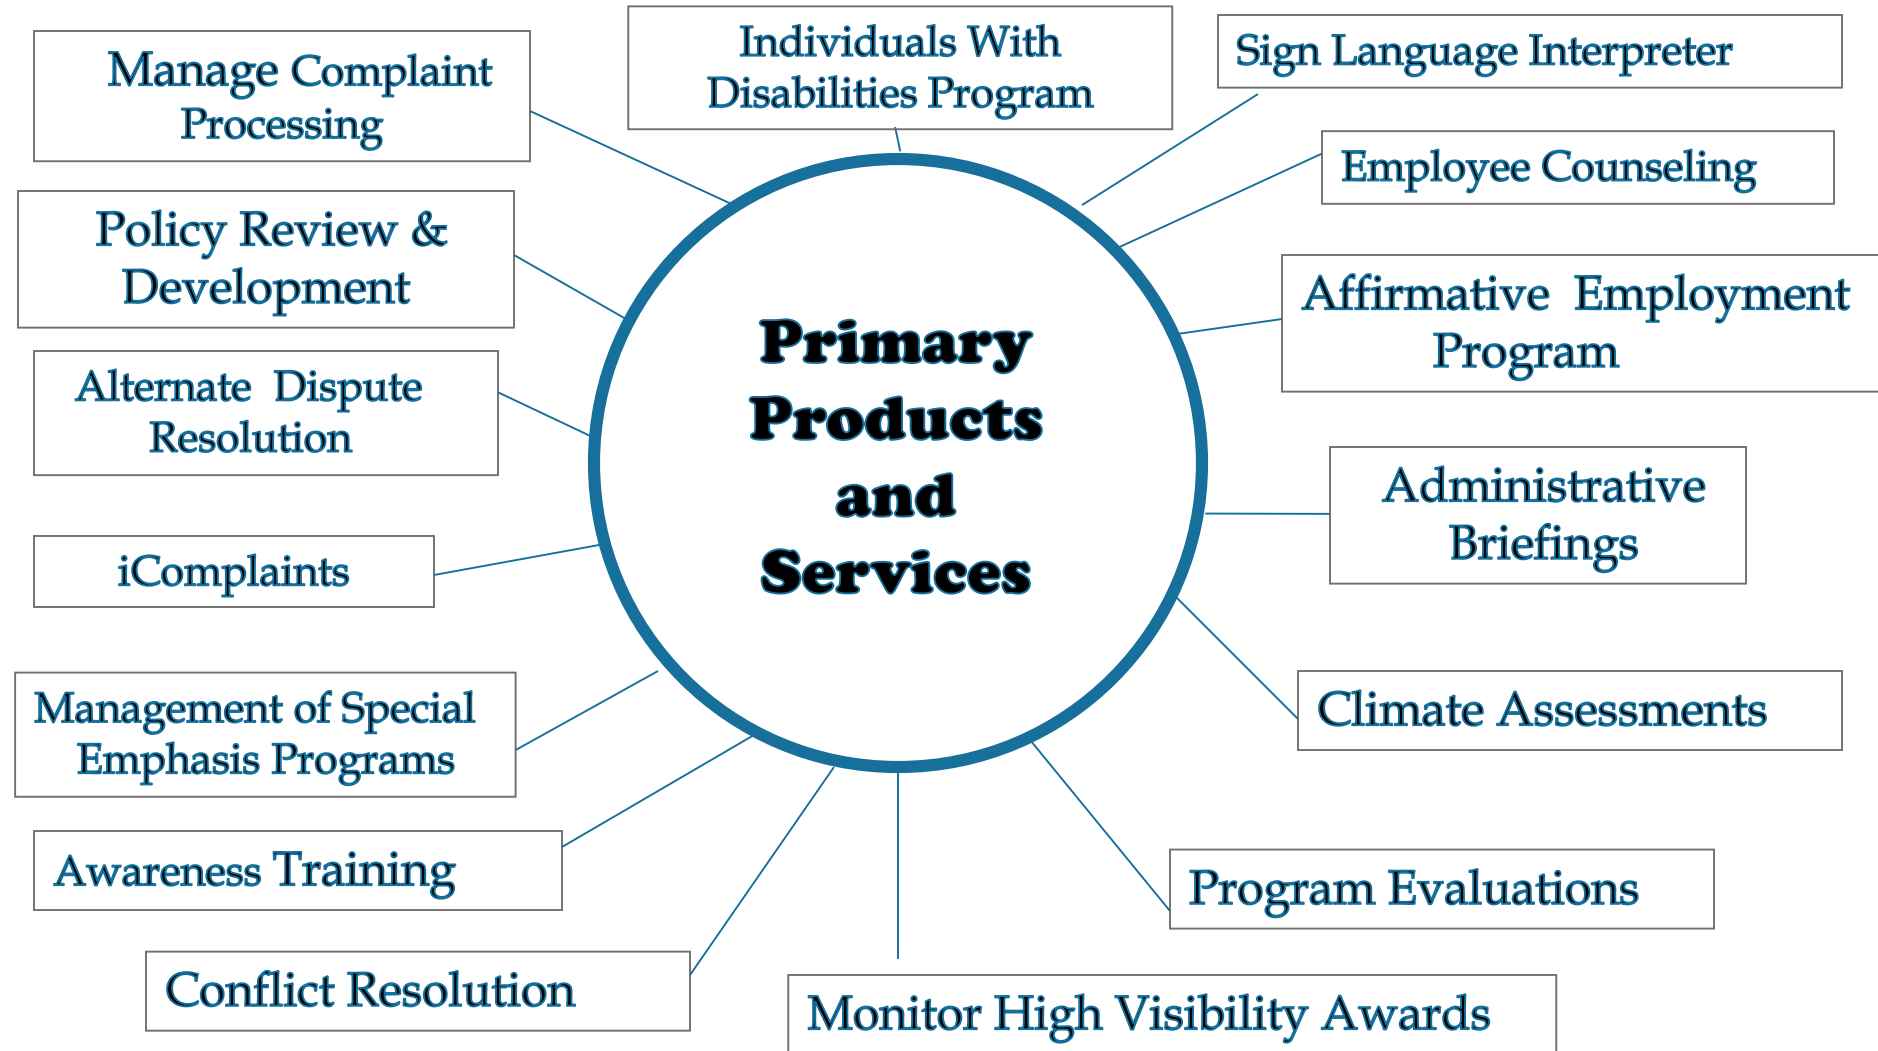 Individuals With
Disabilities Program
Sign Language Interpreter
Manage Complaint
Processing
Employee Counseling
Policy Review &
Development
Affirmative Employment
Program
Primary
Products
and
Services
Alternate Dispute
Resolution
Administrative
Briefings
iComplaints
Management of Special
Emphasis Programs
Climate Assessments
Awareness Training
Program Evaluations
Conflict Resolution
Monitor High Visibility Awards